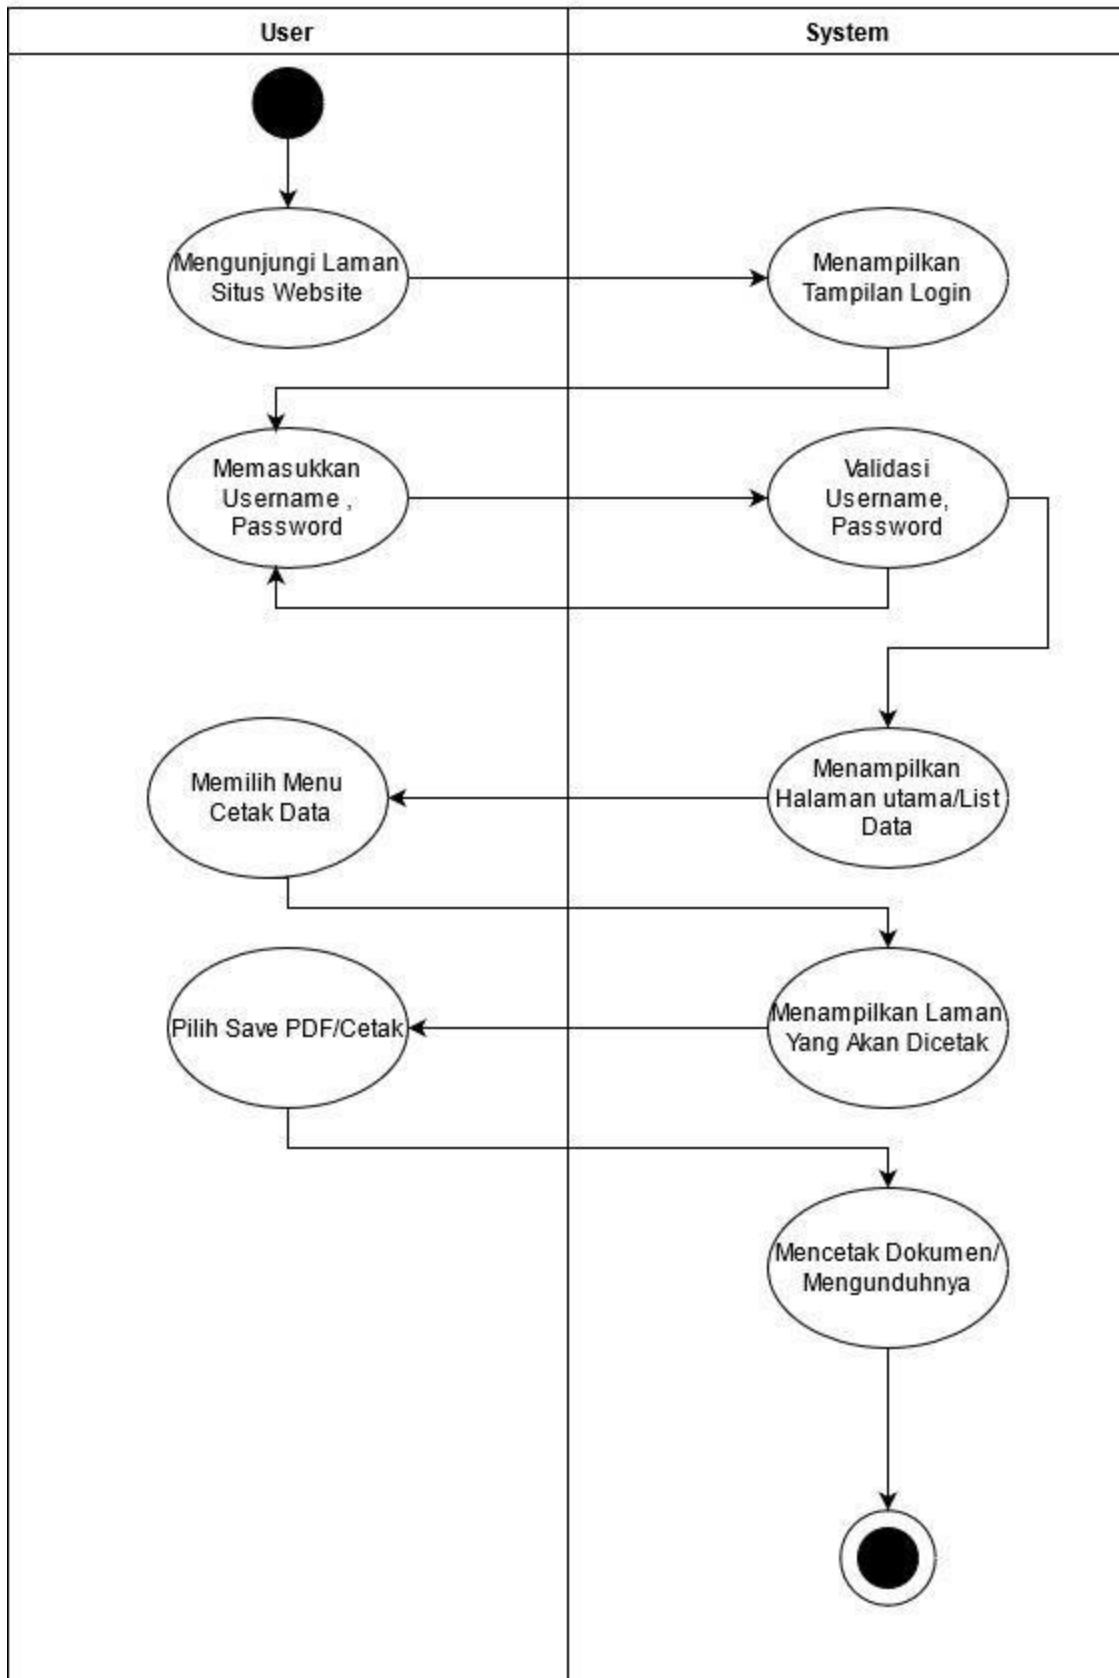 User
System
Mengunjungi Laman
Situs Website
Menampilkan
Tampilan Login
Memasukkan
Username ,
Password
Validasi
Username,
Password
Memilih Menu
Cetak Data
Menampilkan
Halaman utama/List
Data
Pilih Save PDF/Cetak
Menampilkan Laman
Yang Akan Dicetak
Mencetak Dokumen/
Mengunduhnya